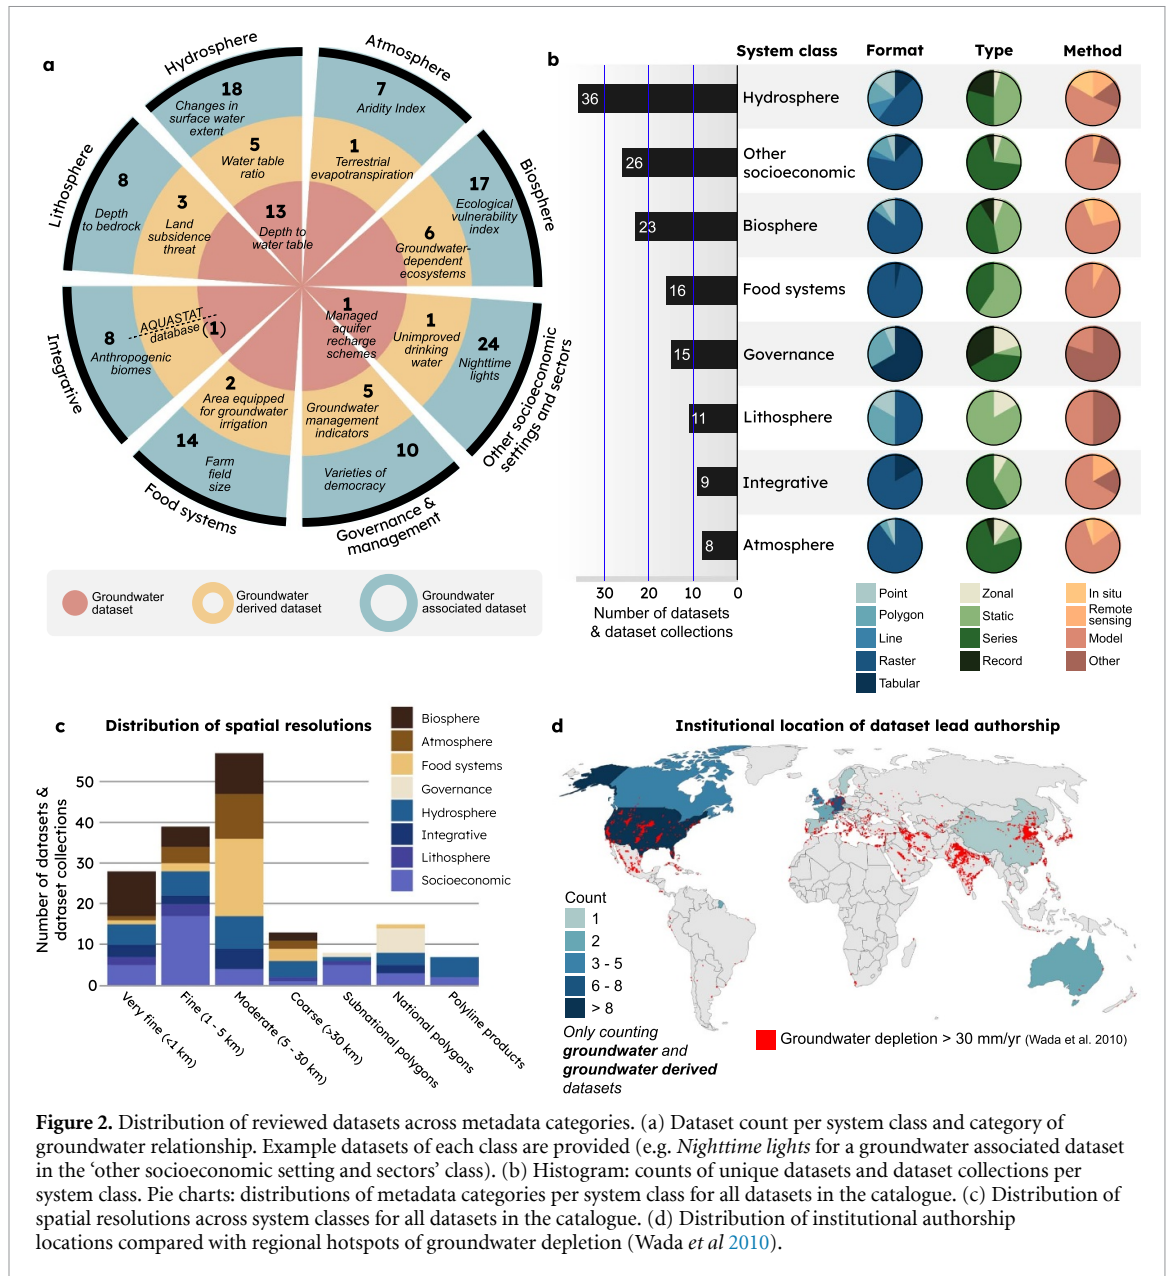 a
Hydrosphere
Atmosphere
Biosphere
Other socioeconomic
settings and sectors
Governance &
management
Food systems
Integrative
Lithosphere
18
Changes in
surface water
extent
5
Water table
ratio
13
Depth to
water table
7
Aridity Index
1
Terrestrial
evapotranspiration
17
Ecological
vulnerability
index
6
Groundwater-
dependent
ecosystems
8
Depth
to bedrock
3
Land
subsidence
threat
8
Anthropogenic
biomes
AQUASTAT
database (1)
1
Managed
aquifer
recharge
schemes
1
Unimproved
drinking
water
24
Nighttime
lights
2
Area equipped
for groundwater
irrigation
14
Farm
field
size
5
Groundwater
management
indicators
10
Varieties of
democracy
Groundwater
dataset
Groundwater
derived dataset
Groundwater
associated dataset
b
System class Format Type Method
36 Hydrosphere
26 Other
socioeconomic
23 Biosphere
16 Food systems
15 Governance
11 Lithosphere
9 Integrative
8 Atmosphere
30 20 10 0
Number of datasets
& dataset collections
Point
Polygon
Line
Raster
Tabular
Zonal
Static
Series
Record
In situ
Remote
sensing
Model
Other
c Distribution of spatial resolutions
Number of datasets &
dataset collections
50
40
30
20
10
0
Very fine (<1 km)
Fine (1 - 5 km)
Moderate (5 - 30 km)
Coarse (>30 km)
Subnational polygons
National polygons
Polyline products
Biosphere
Atmosphere
Food systems
Governance
Hydrosphere
Integrative
Lithosphere
Socioeconomic
d Institutional location of dataset lead authorship
Count
1
2
3 - 5
6 - 8
> 8
Only counting
groundwater and
groundwater derived
datasets
Groundwater depletion > 30 mm/yr (Wada et al. 2010)
Figure 2. Distribution of reviewed datasets across metadata categories. (a) Dataset count per system class and category of
groundwater relationship. Example datasets of each class are provided (e.g. Nighttime lights for a groundwater associated dataset
in the ‘other socioeconomic setting and sectors’ class). (b) Histogram: counts of unique datasets and dataset collections per
system class. Pie charts: distributions of metadata categories per system class for all datasets in the catalogue. (c) Distribution of
spatial resolutions across system classes for all datasets in the catalogue. (d) Distribution of institutional authorship
locations compared with regional hotspots of groundwater depletion (Wada et al 2010).